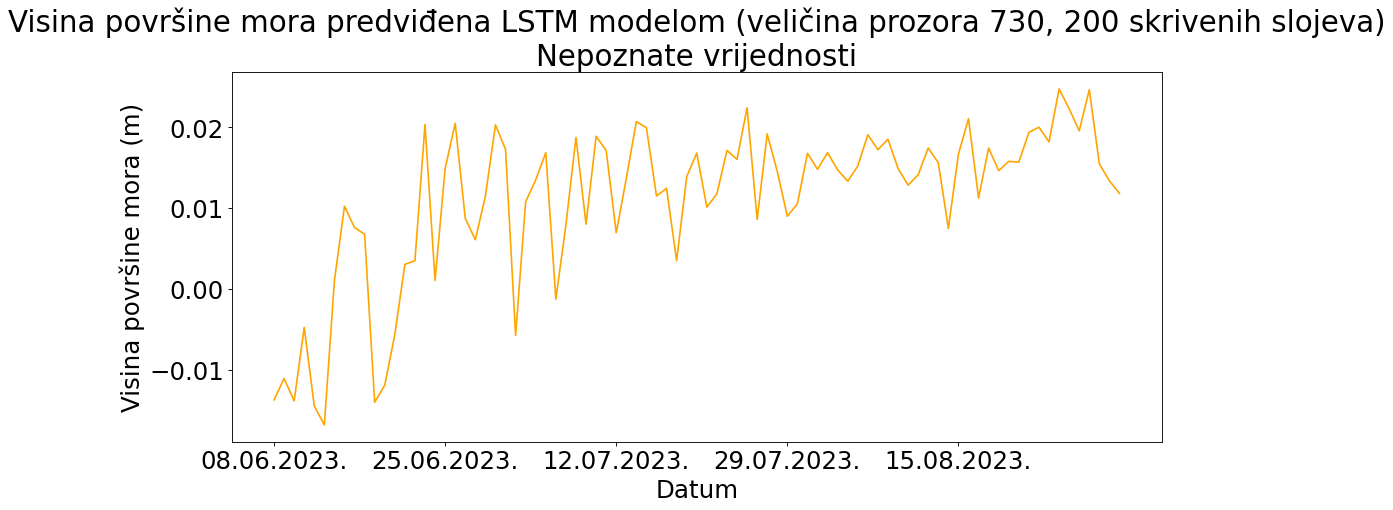 Visina površine mora predviđena LSTM modelom (veličina prozora 730, 200 skrivenih slojeva)
Nepoznate vrijednosti
Visina površine mora (m)
0.02
0.01
0.00
−0.01
08.06.2023. 25.06.2023. 12.07.2023. 29.07.2023. 15.08.2023.
Datum